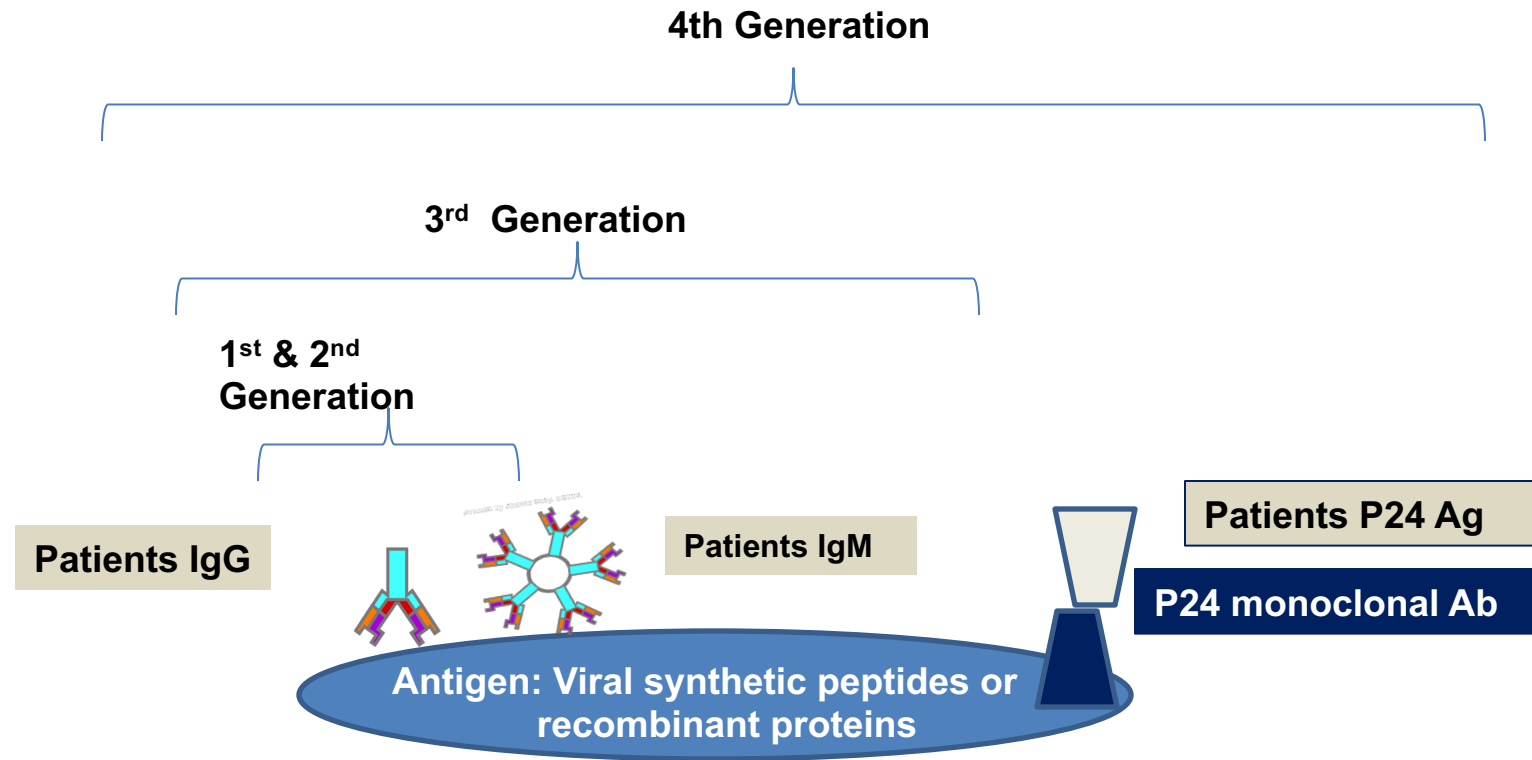 4th Generation
3rd Generation
1st & 2nd
Generation
Patients IgG
Patients IgM
Patients P24 Ag
P24 monoclonal Ab
Antigen: Viral synthetic peptides or
recombinant proteins